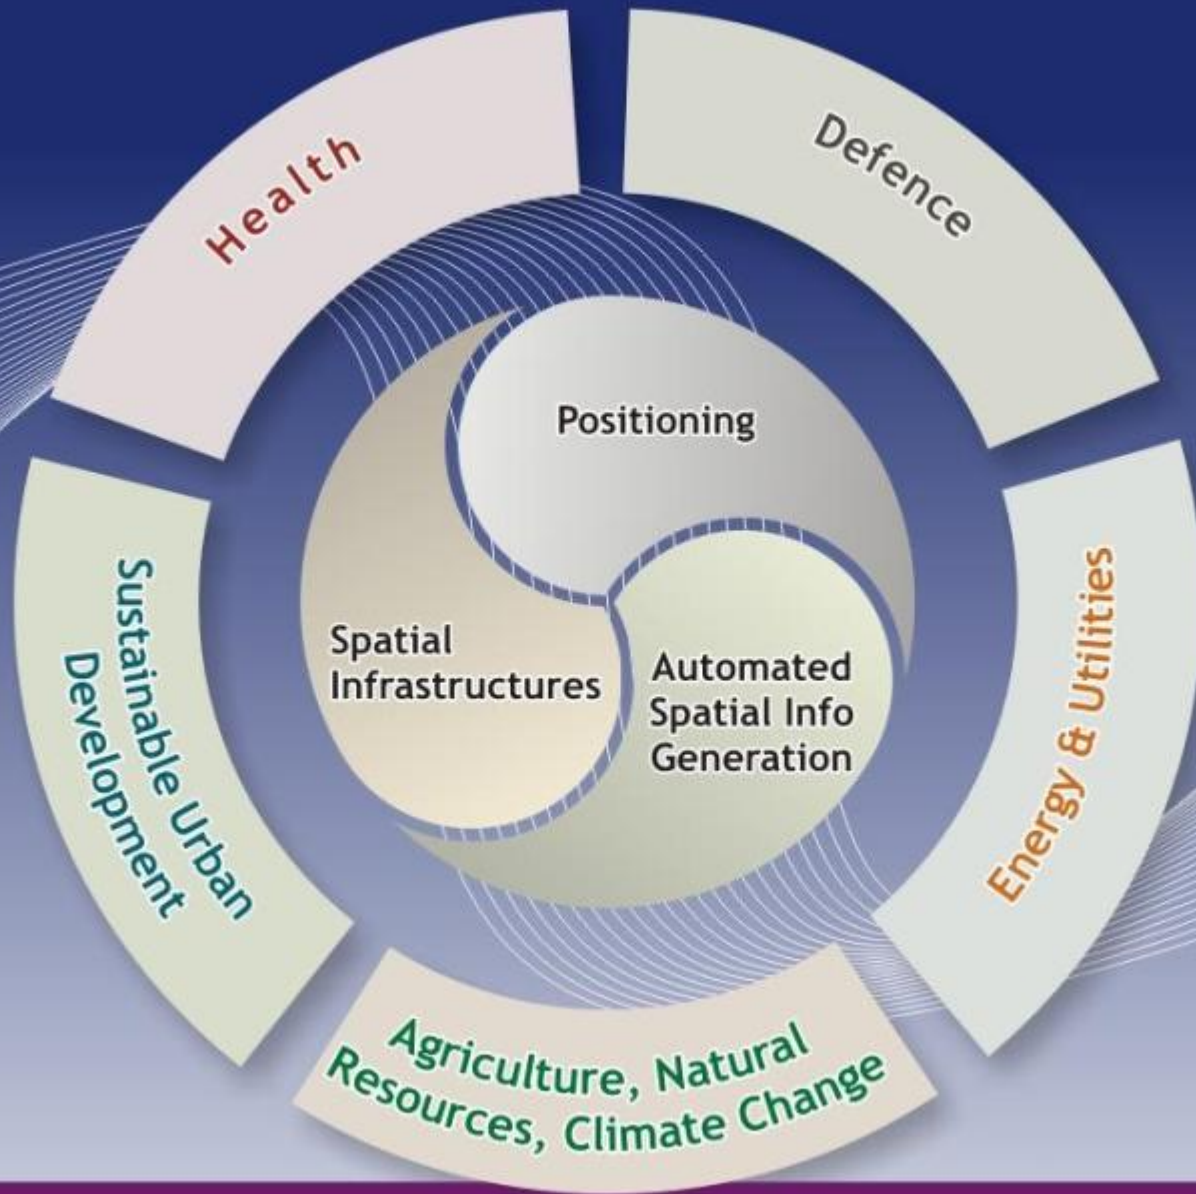 Health
Defence
Positioning
Spatial
Infrastructures
Automated
Spatial Info
Generation
Energy & Utilities
Sustainable Urban
Development
Agriculture, Natural
Resources, Climate Change